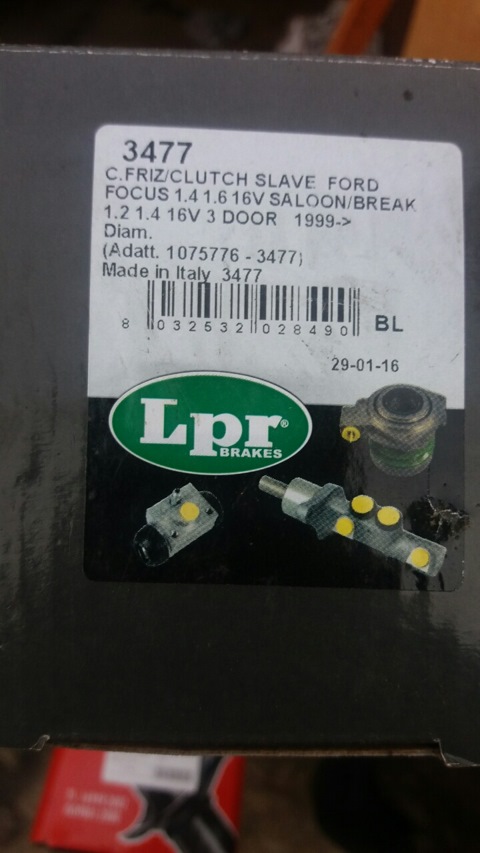 3477
C.FRIZ/CLUTCH SLAVE FORD
FOCUS 1.4 1.6 16V SALOON/BREAK
1.2 1.4 16V 3 DOOR 1999->
Diam.
(Adatt. 1075776 - 3477)
Made in Italy 3477
8 032532 028490 BL
29-01-16
Lpr®
BRAKES